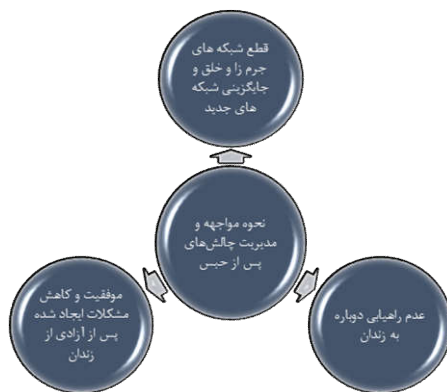 قطع شبکه های
جرم زا و خلق و
جایگزینی شبکه
های جدید
نحوه مواجهه و
مدیریت چالش‌های
پس از حبس
موفقیت و کاهش
مشکلات ایجاد شده
پس از آزادی از
زندان
عدم راهیابی دوباره
به زندان